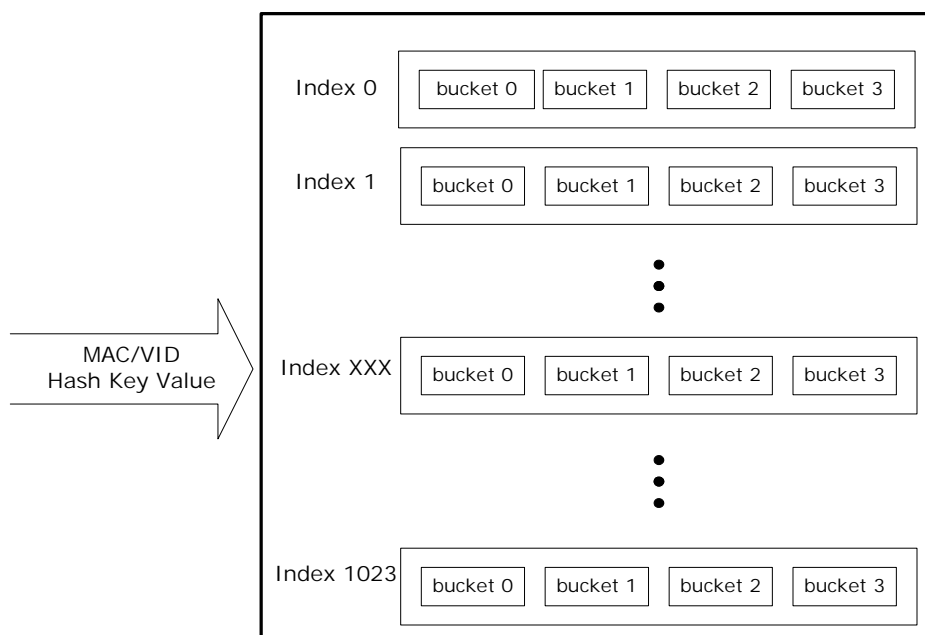 Index 0
bucket 0 bucket 1 bucket 2 bucket 3
Index 1
bucket 0 bucket 1 bucket 2 bucket 3
MAC/VID
Hash Key Value
Index XXX
bucket 0 bucket 1 bucket 2 bucket 3
Index 1023
bucket 0 bucket 1 bucket 2 bucket 3